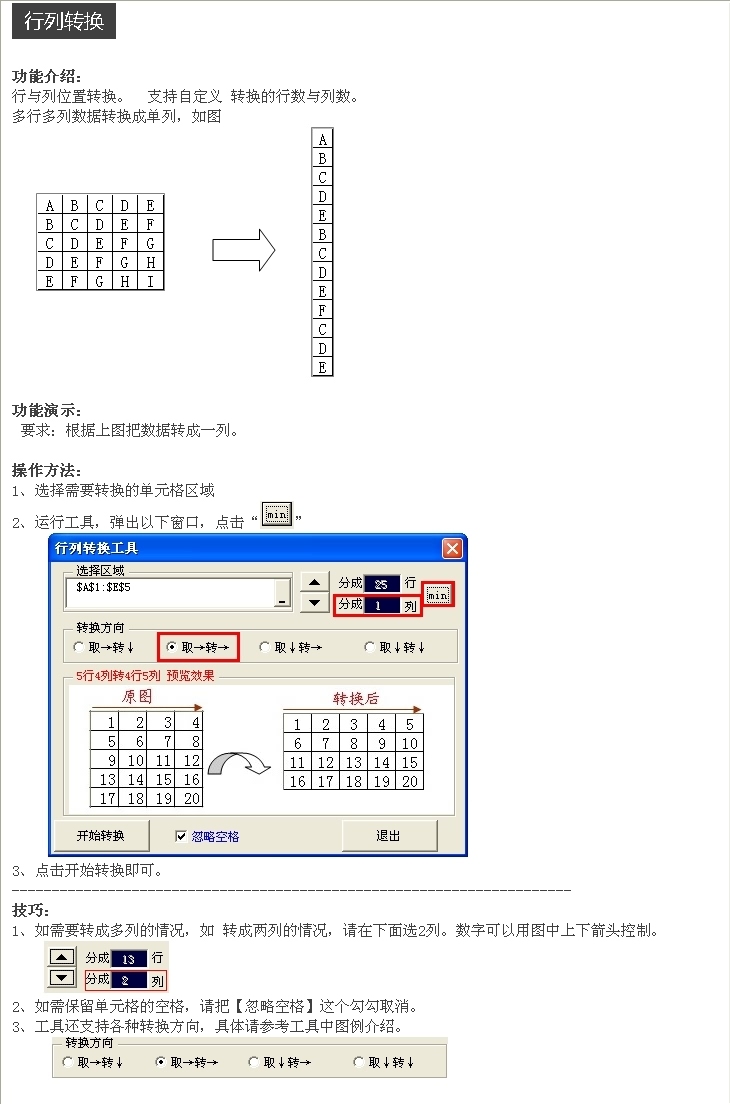 行列转换
功能介绍：
行与列位置转换。 支持自定义 转换的行数与列数。
多行多列数据转换成单列，如图
A B C D E
B C D E F
C D E F G
D E F G H
E F G H I
A
B
C
D
E
B
C
D
E
F
C
D
E
功能演示：
要求：根据上图把数据转成一列。
操作方法：
1、选择需要转换的单元格区域
2、运行工具，弹出以下窗口，点击“ min ”
行列转换工具
选择区域
$A$1:$E$5
分成 25 行
分成 1 列
min
转换方向
取→转↓ 取→转→ 取↓转→ 取↓转↓
5行4列转4行5列 预览效果
原图
1 2 3 4
5 6 7 8
9 10 11 12
13 14 15 16
17 18 19 20
转换后
1 2 3 4 5
6 7 8 9 10
11 12 13 14 15
16 17 18 19 20
开始转换 忽略空格 退出
3、点击开始转换即可。
----------------------------------------------------------------------
技巧：
1、如需要转成多列的情况，如 转成两列的情况，请在下面选2列。数字可以用图中上下箭头控制。
分成 13 行
分成 2 列
2、如需保留单元格的空格，请把【忽略空格】这个勾勾取消。
3、工具还支持各种转换方向，具体请参考工具中图例介绍。
转换方向
取→转↓ 取→转→ 取↓转→ 取↓转↓